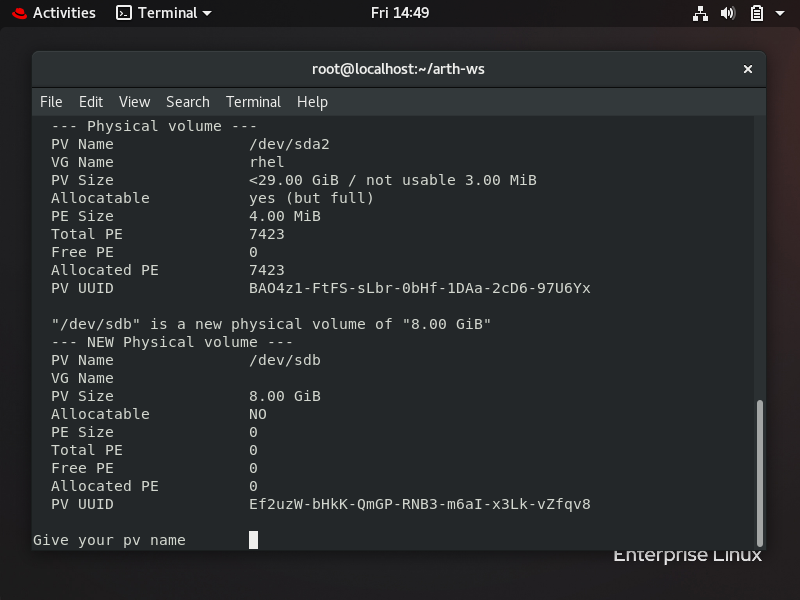 Activities Terminal Fri 14:49
root@localhost:~/arth-ws
File Edit View Search Terminal Help
--- Physical volume ---
PV Name /dev/sda2
VG Name rhel
PV Size <29.00 GiB / not usable 3.00 MiB
Allocatable yes (but full)
PE Size 4.00 MiB
Total PE 7423
Free PE 0
Allocated PE 7423
PV UUID BAO4z1-FtFS-sLbr-0bHf-1DAa-2cD6-97U6Yx
"/dev/sdb" is a new physical volume of "8.00 GiB"
--- NEW Physical volume ---
PV Name /dev/sdb
VG Name
PV Size 8.00 GiB
Allocatable NO
PE Size 0
Total PE 0
Free PE 0
Allocated PE 0
PV UUID Ef2uzW-bHkK-QmGP-RNB3-m6aI-x3Lk-vZfqv8
Give your pv name
Enterprise Linux